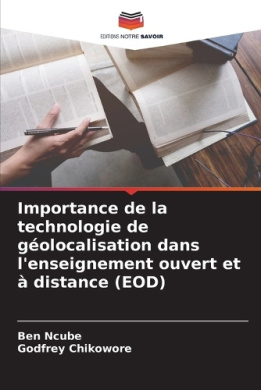 EDITIONS NOTRE SAVOIR
Importance de la
technologie de
géolocalisation dans
l'enseignement ouvert et
à distance (EOD)
Ben Ncube
Godfrey Chikowore